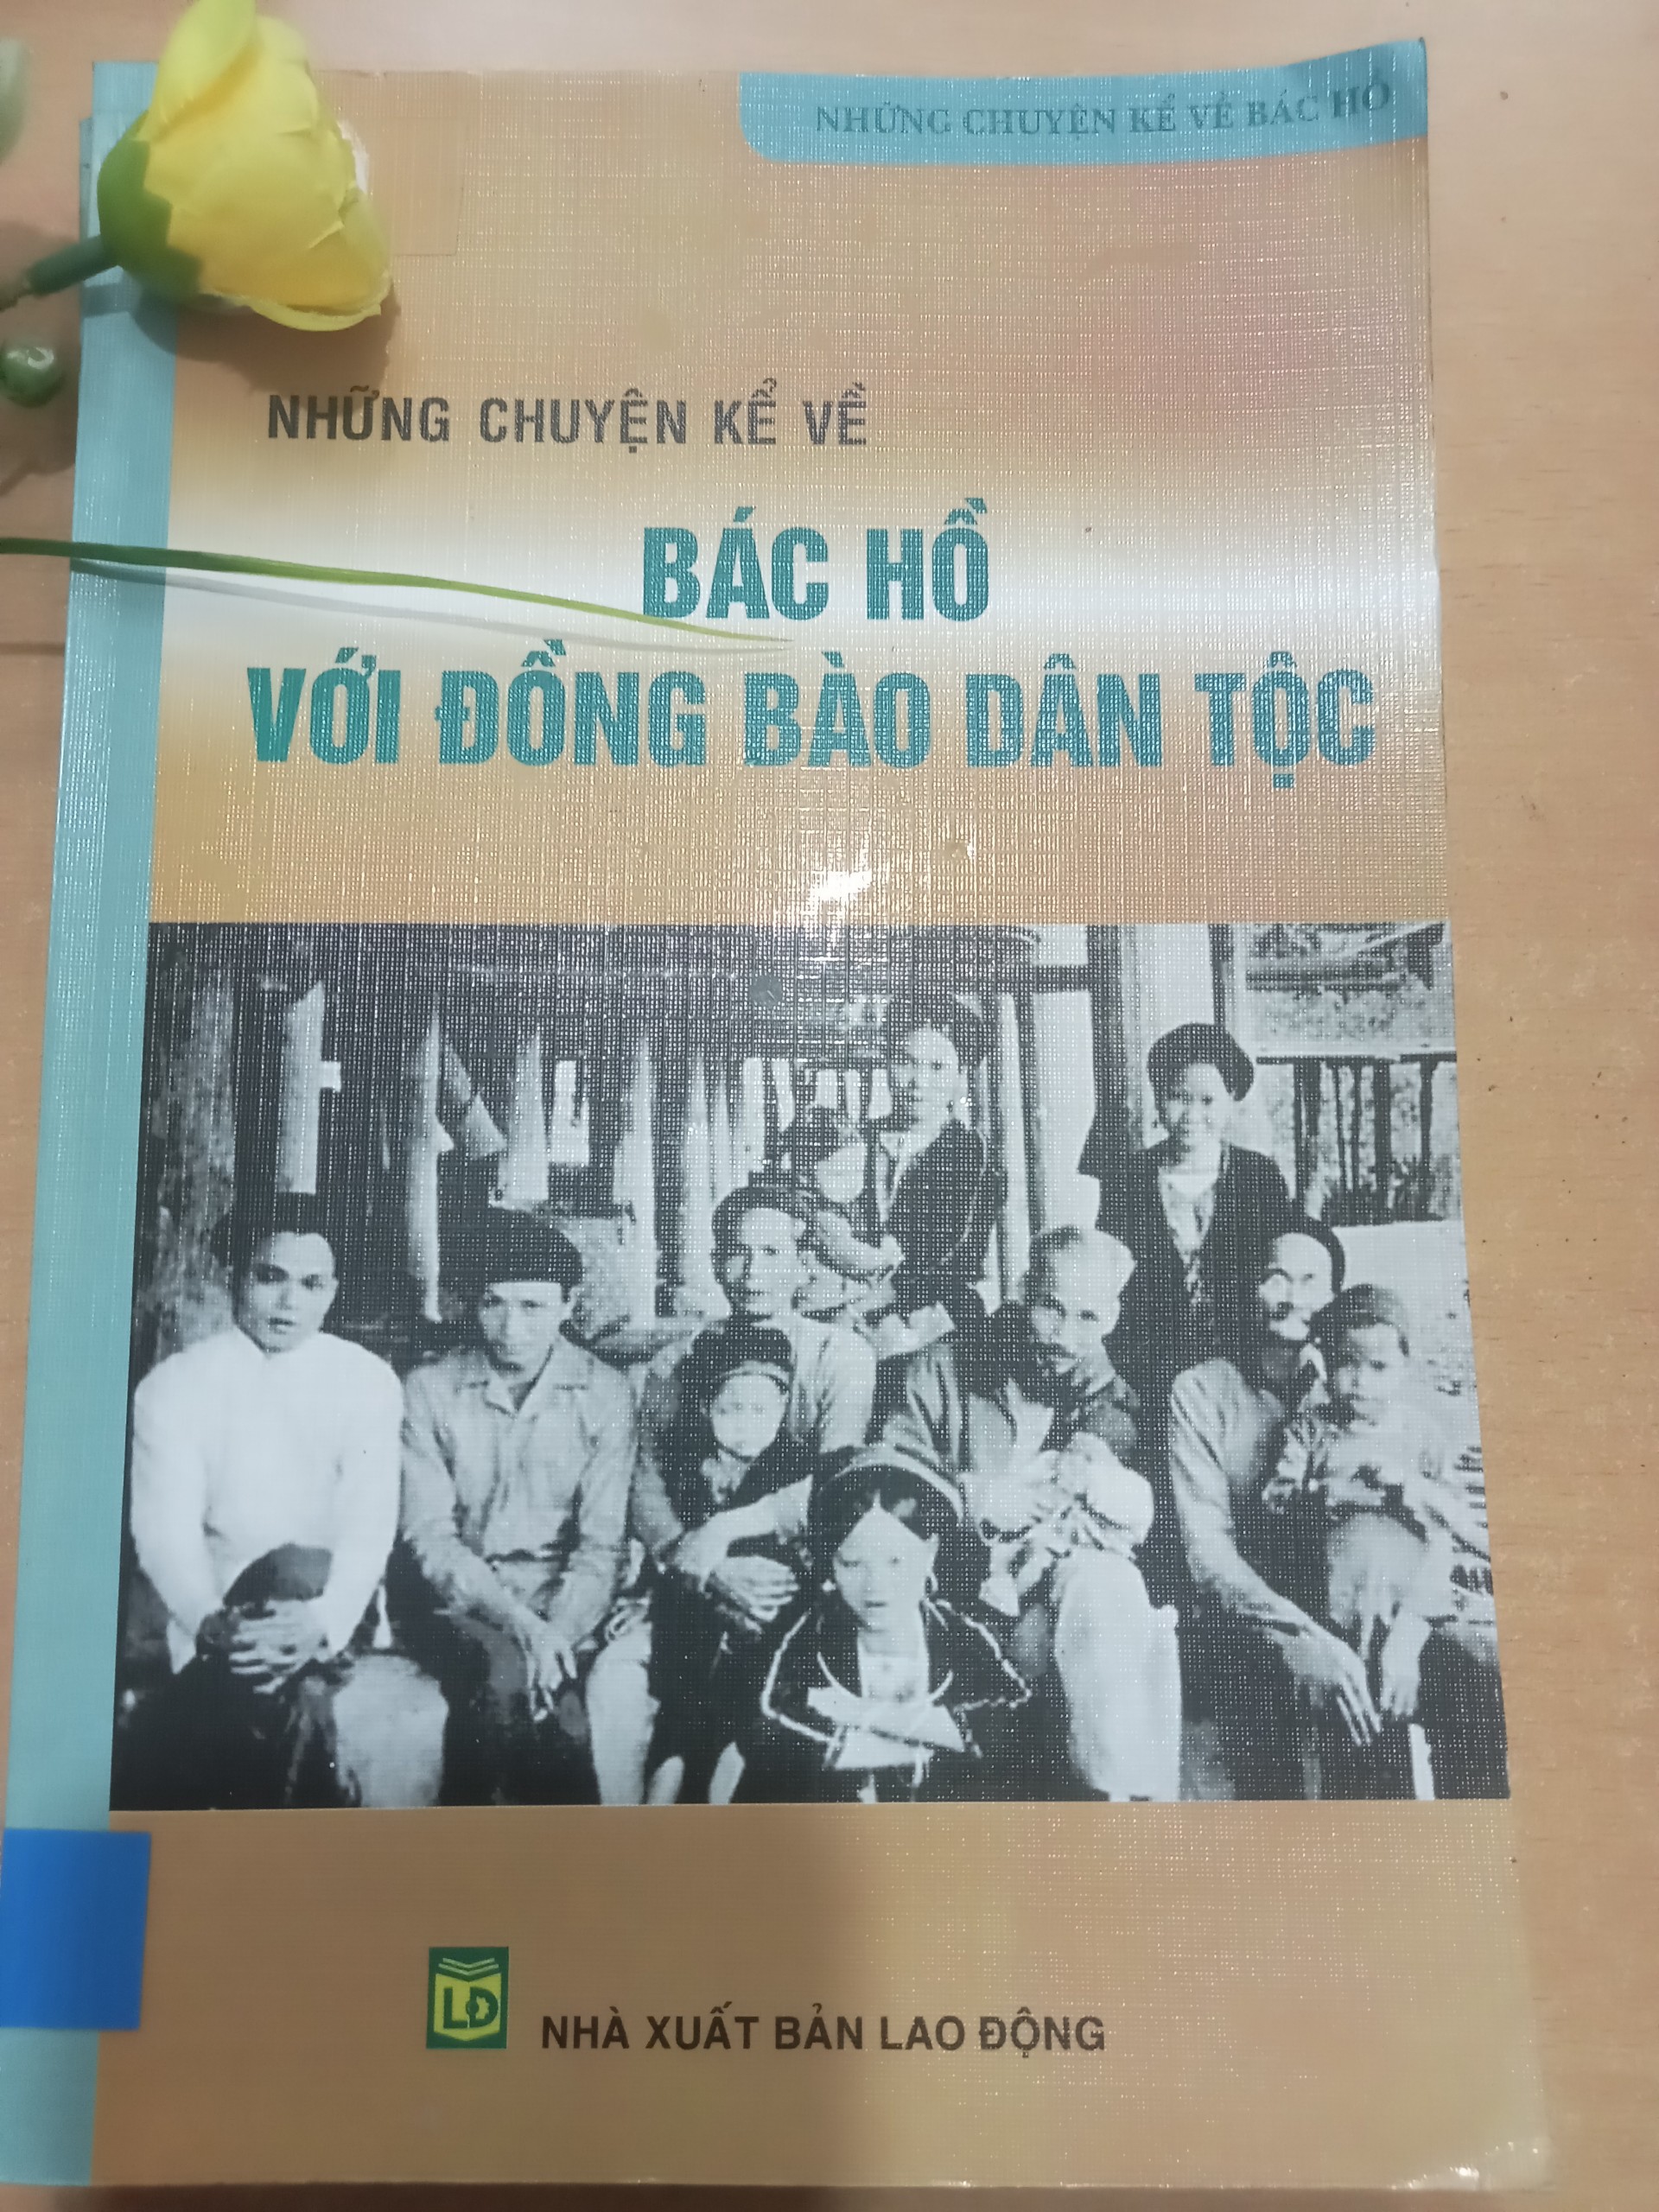 NHỮNG CHUYỆN KỂ VỀ BÁC HỒ
NHỮNG CHUYỆN KỂ VỀ
BÁC HỒ
VỚI ĐỒNG BÀO DÂN TỘC
LĐ
NHÀ XUẤT BẢN LAO ĐỘNG